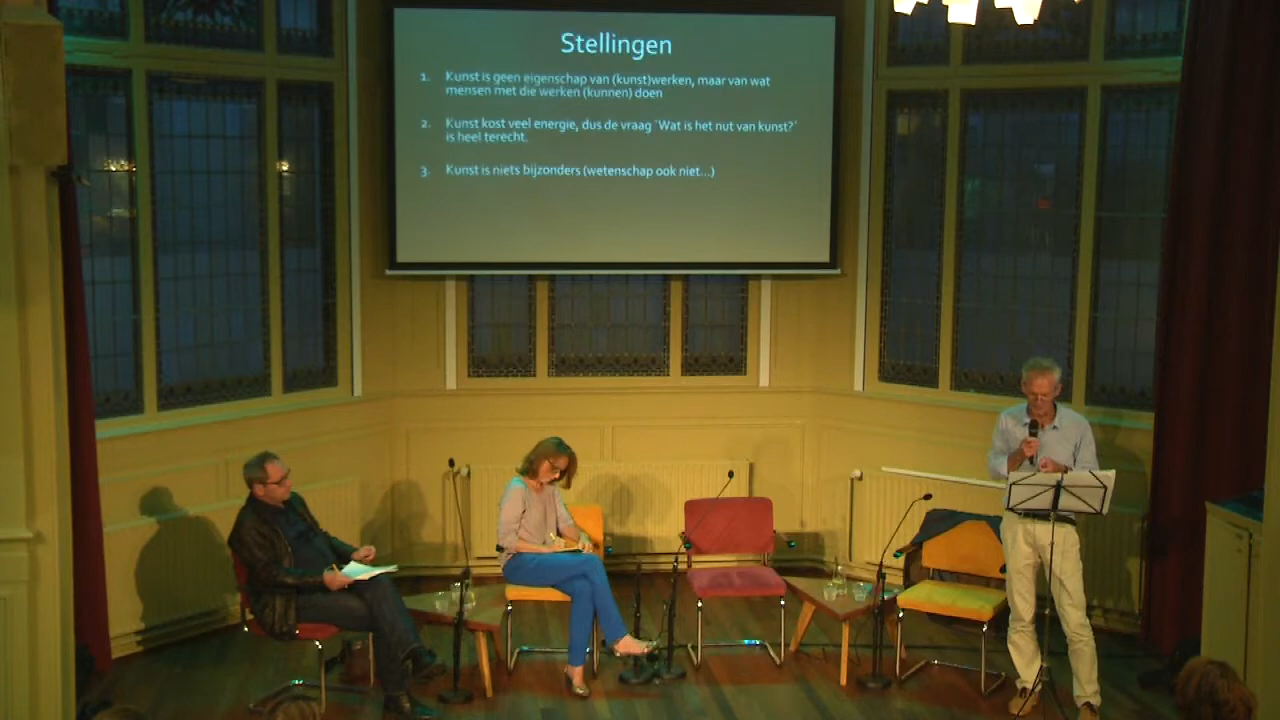 Stellingen
1. Kunst is geen eigenschap van (kunst)werken, maar van wat
mensen met die werken (kunnen) doen
2. Kunst kost veel energie, dus de vraag 'Wat is het nut van kunst?'
is heel terecht.
3. Kunst is niets bijzonders (wetenschap ook niet...)